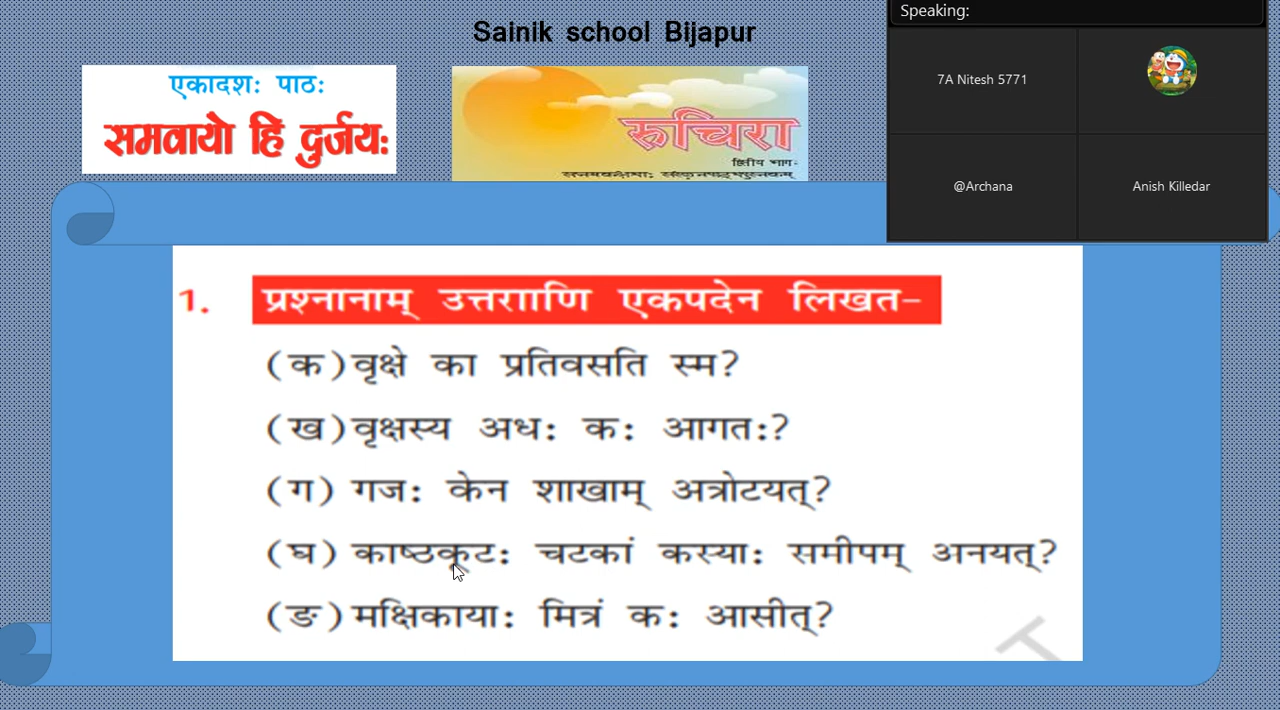 Sainik school Bijapur
Speaking:
एकादशः पाठः
समवायो हि दुर्जयः
रुचिरा
द्वितीय भागः
7A Nitesh 5771
@Archana
Anish Killedar
1. प्रश्नानाम् उत्तरााणि एकपदेन लिखत–
(क) वृक्षे का प्रतिवसति स्म?
(ख) वृक्षस्य अधः कः आगतः?
(ग) गजः केन शाखाम् अत्रोटयत्?
(घ) काष्ठकूटः चटकां कस्याः समीपम् अनयत्?
(ङ) मक्षिकायाः मित्रं कः आसीत्?